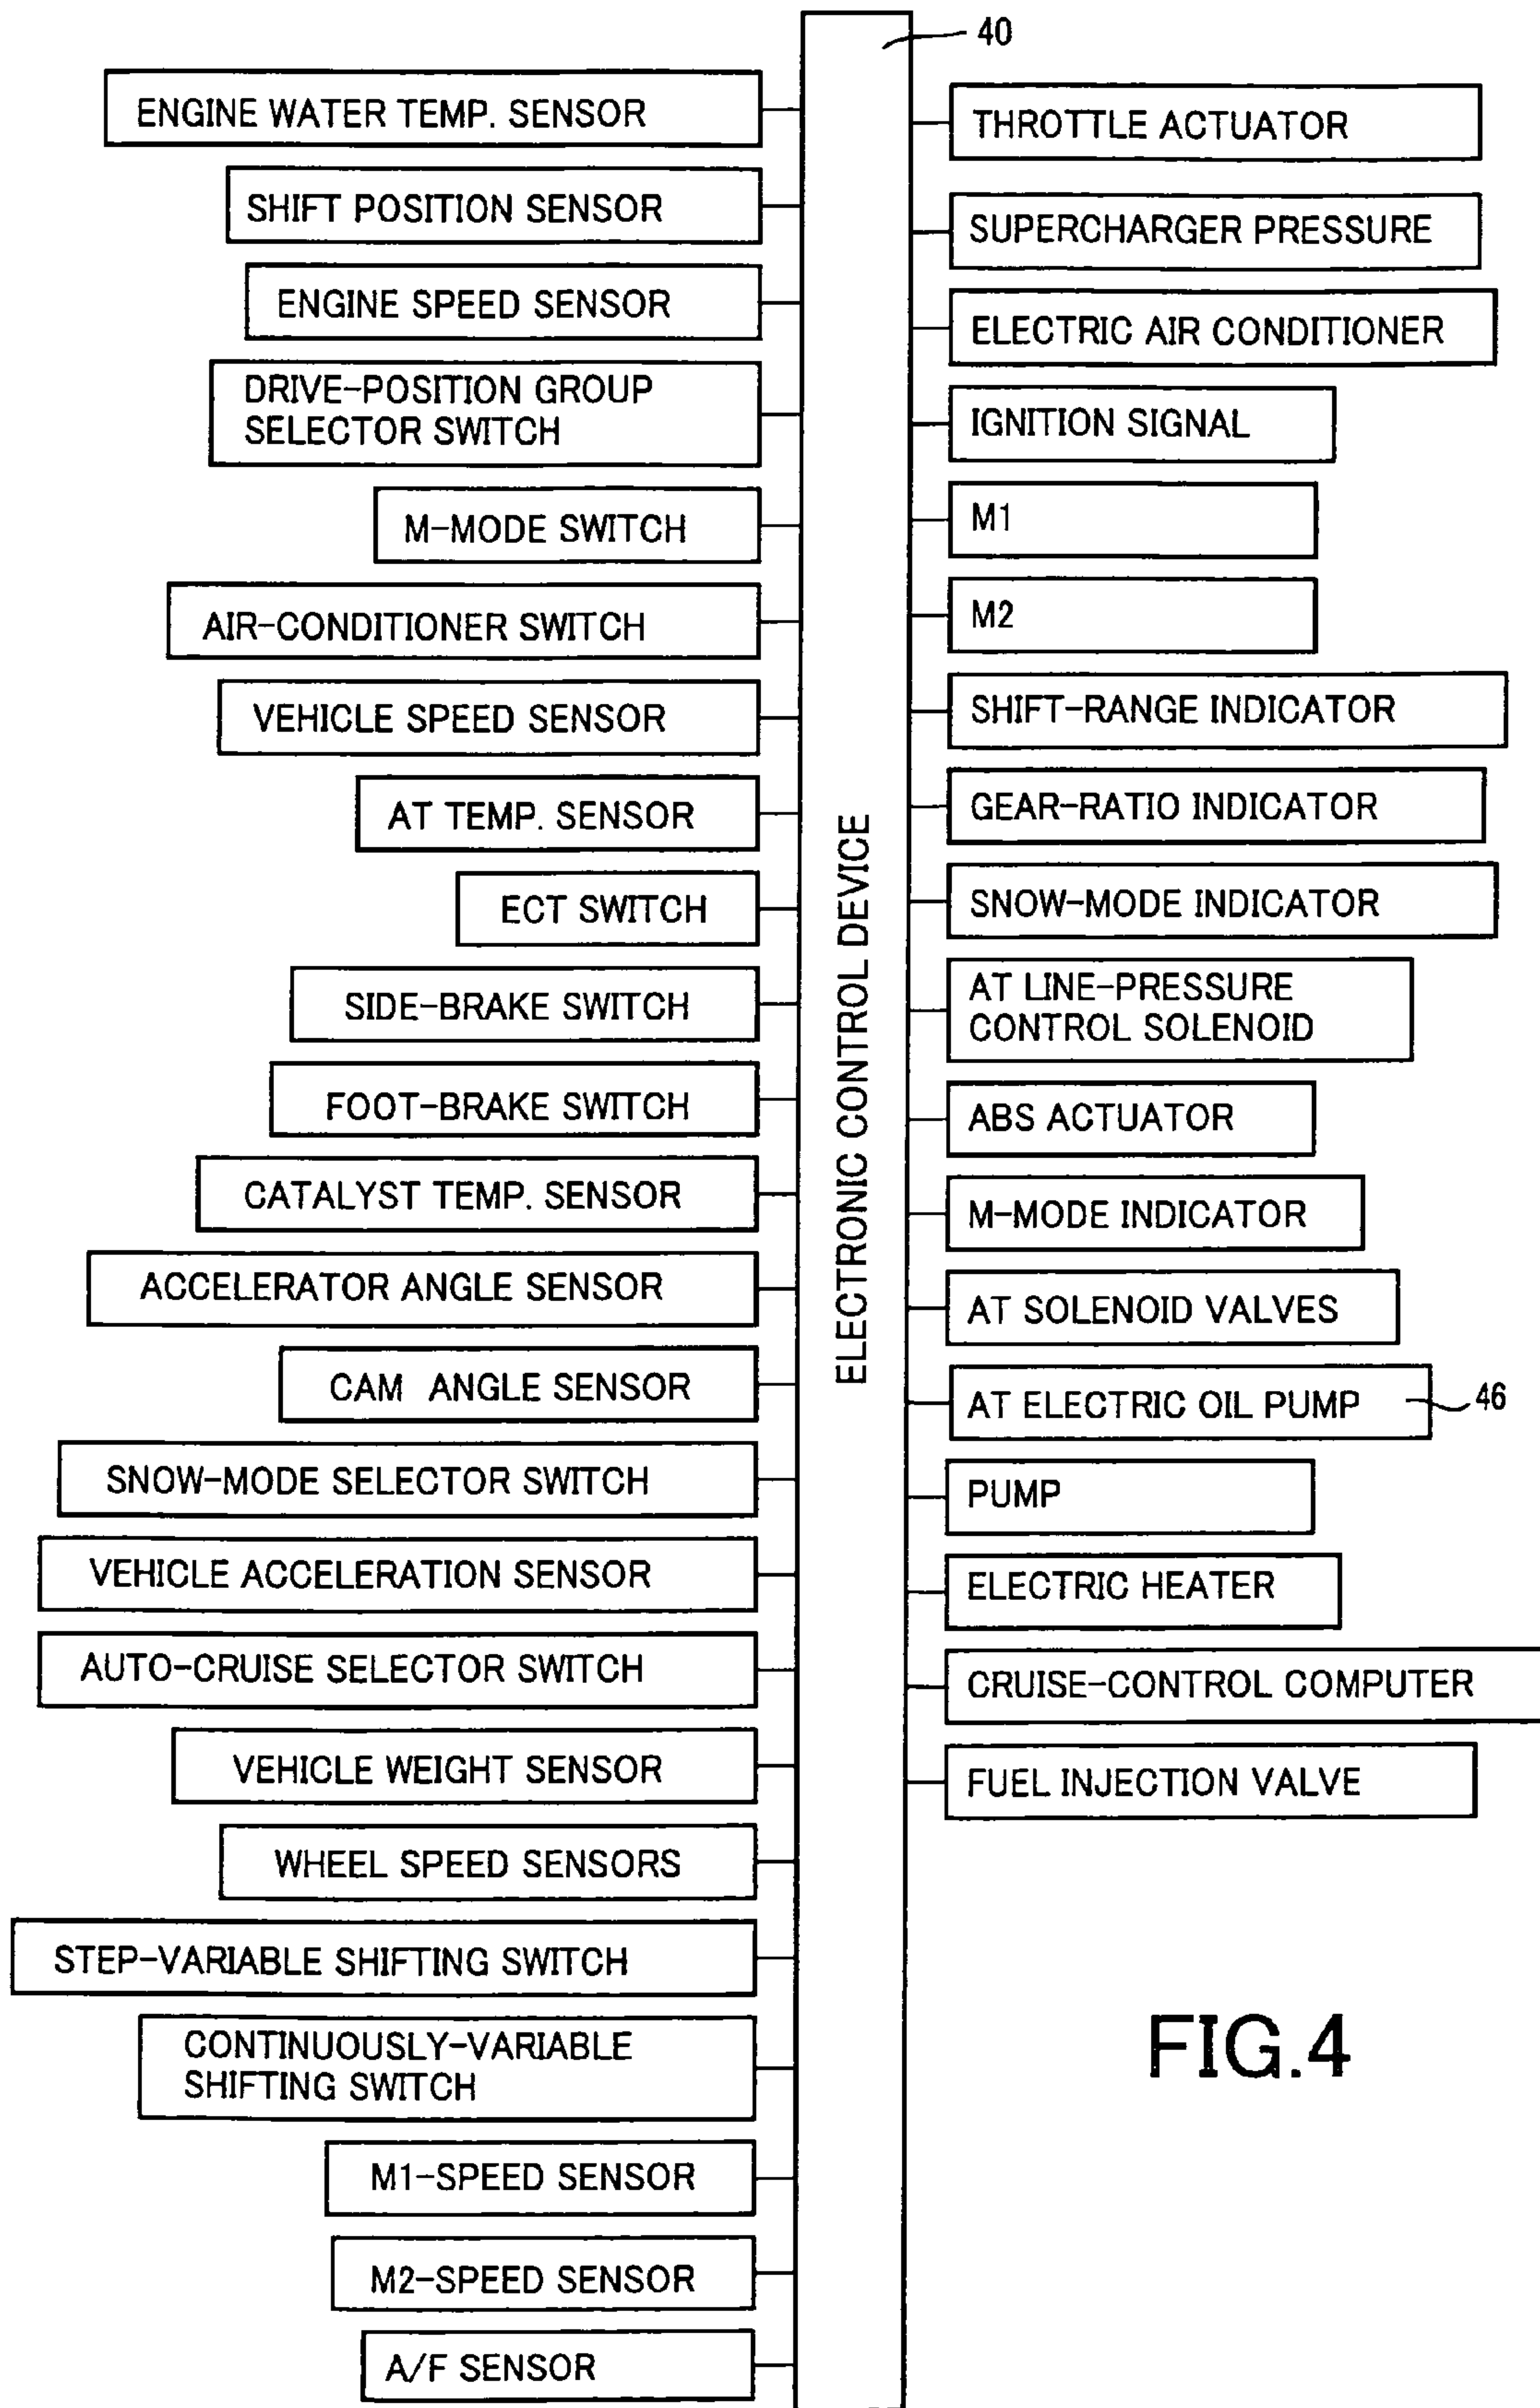 40
ENGINE WATER TEMP. SENSOR
SHIFT POSITION SENSOR
ENGINE SPEED SENSOR
DRIVE-POSITION GROUP
SELECTOR SWITCH
M-MODE SWITCH
AIR-CONDITIONER SWITCH
VEHICLE SPEED SENSOR
AT TEMP. SENSOR
ECT SWITCH
SIDE-BRAKE SWITCH
FOOT-BRAKE SWITCH
CATALYST TEMP. SENSOR
ACCELERATOR ANGLE SENSOR
CAM ANGLE SENSOR
SNOW-MODE SELECTOR SWITCH
VEHICLE ACCELERATION SENSOR
AUTO-CRUISE SELECTOR SWITCH
VEHICLE WEIGHT SENSOR
WHEEL SPEED SENSORS
STEP-VARIABLE SHIFTING SWITCH
CONTINUOUSLY-VARIABLE
SHIFTING SWITCH
M1-SPEED SENSOR
M2-SPEED SENSOR
A/F SENSOR
ELECTRONIC CONTROL DEVICE
THROTTLE ACTUATOR
SUPERCHARGER PRESSURE
ELECTRIC AIR CONDITIONER
IGNITION SIGNAL
M1
M2
SHIFT-RANGE INDICATOR
GEAR-RATIO INDICATOR
SNOW-MODE INDICATOR
AT LINE-PRESSURE
CONTROL SOLENOID
ABS ACTUATOR
M-MODE INDICATOR
AT SOLENOID VALVES
AT ELECTRIC OIL PUMP
46
PUMP
ELECTRIC HEATER
CRUISE-CONTROL COMPUTER
FUEL INJECTION VALVE
FIG.4